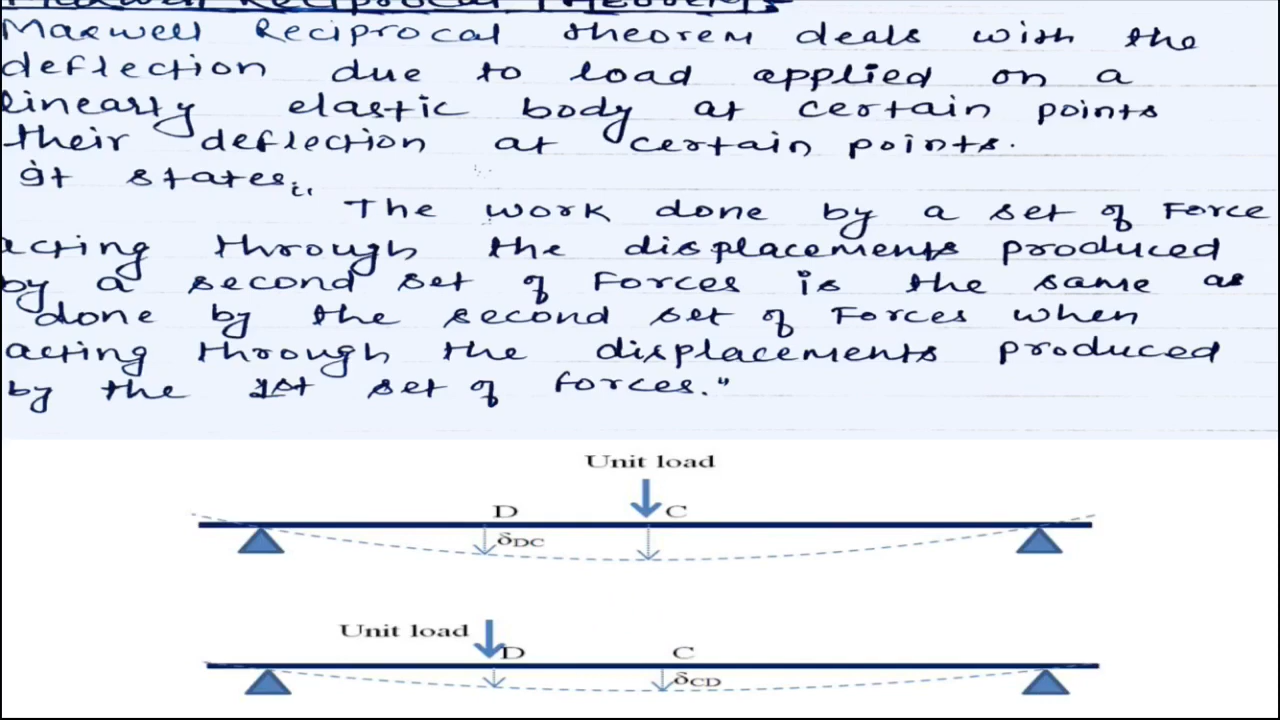 Maxwell Reciprocal Theorem:
Maxwell Reciprocal theorem deals with the
deflection due to load applied on a
linearly elastic body at certain points
their deflection at certain points.
It states,
"The work done by a set of Force
acting through the displacements produced
by a second set of Forces is the same as
done by the second set of Forces when
acting through the displacements produced
by the 1st set of forces."
Unit load
D C
δDC
Unit load
D C
δCD